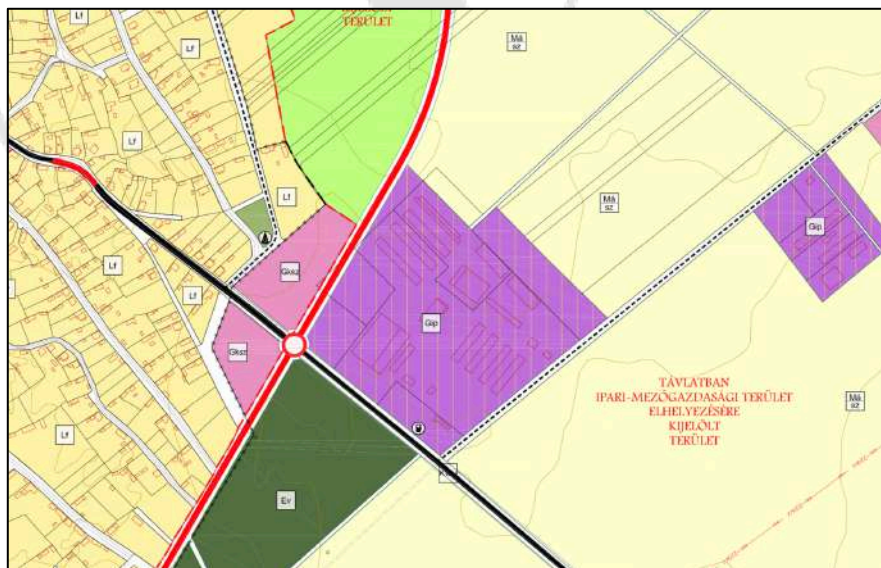 TERÜLET
Lf
Lf
Má
sz
Lf
Lf
Má
sz
Gip
Lf
Gksz
Lf
Lf
Gip
Gksz
TÁVLATBAN
IPARI-MEZŐGAZDASÁGI TERÜLET
ELHELYEZÉSÉRE
KIJELÖLT
TERÜLET
Má
sz
Lf
Ev